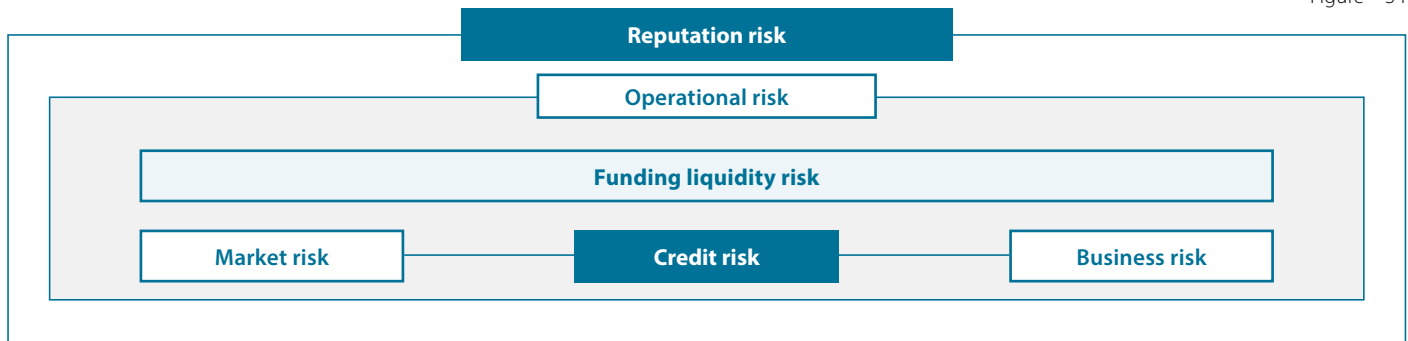 Reputation risk
Operational risk
Funding liquidity risk
Market risk
Credit risk
Business risk